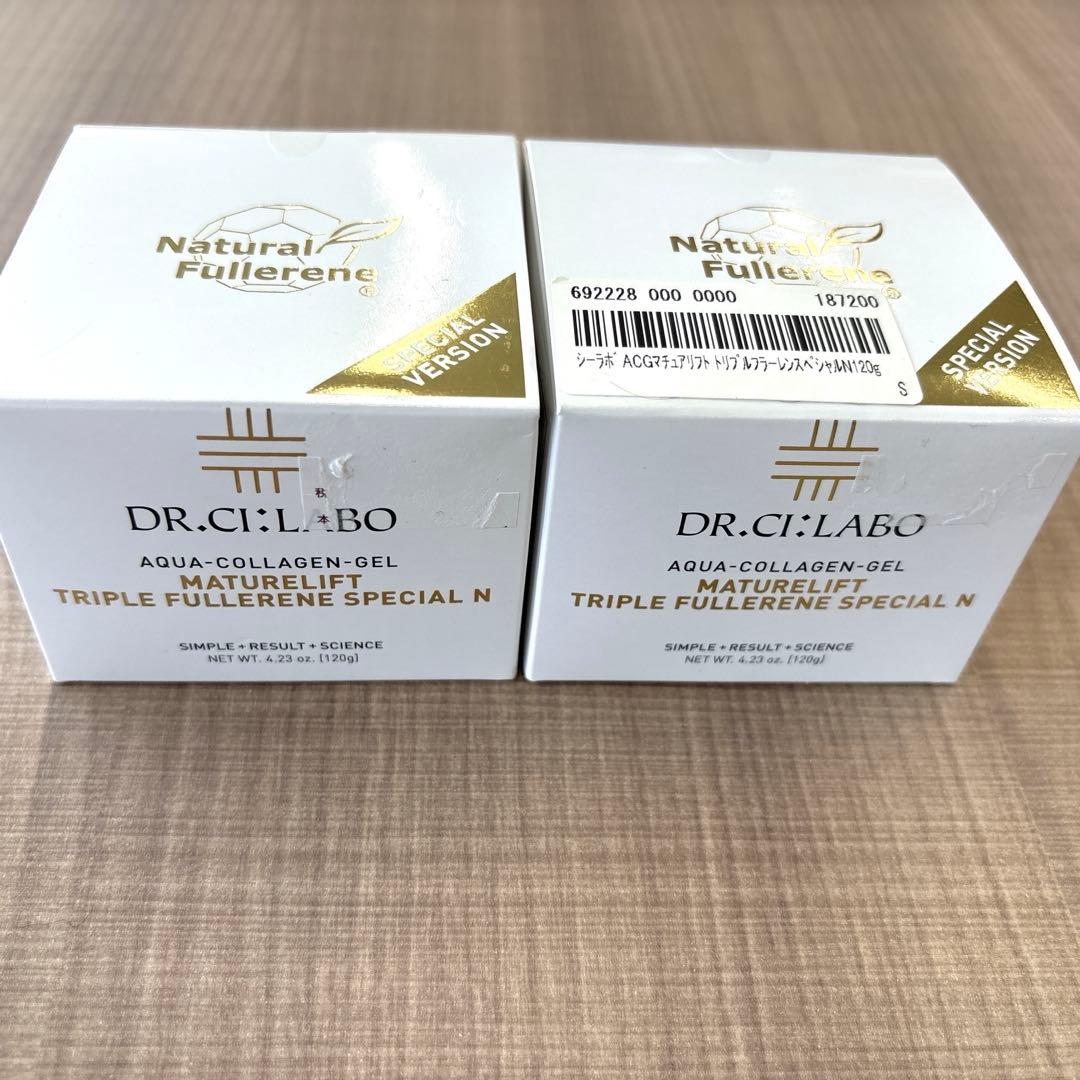 Natural
Fullerene
®
SPECIAL
VERSION
DR.CI:LABO
AQUA-COLLAGEN-GEL
MATURELIFT
TRIPLE FULLERENE SPECIAL N
SIMPLE + RESULT + SCIENCE
NET WT. 4.23 oz. [120g]
Natural
Fullerene
®
692228 000 0000 187200
シーラボ ACGマチュアリフト トリプルフラーレンスペシャルN120g
S
SPECIAL
VERSION
DR.CI:LABO
AQUA-COLLAGEN-GEL
MATURELIFT
TRIPLE FULLERENE SPECIAL N
SIMPLE + RESULT + SCIENCE
NET WT. 4.23 oz. [120g]